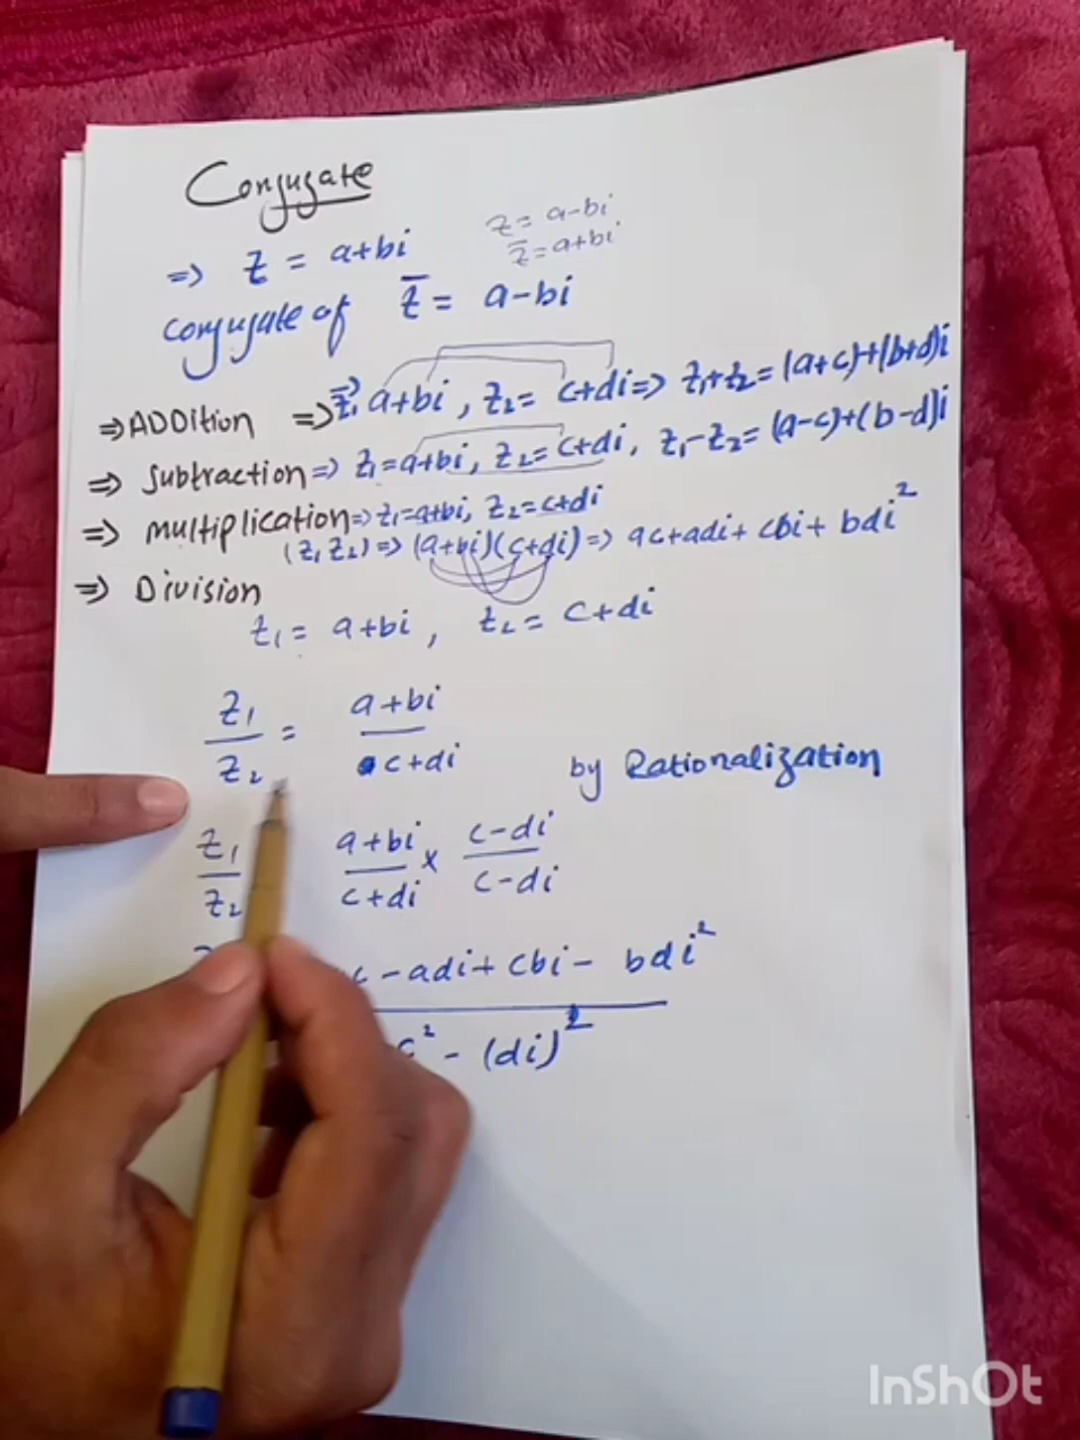 Conjugate
z = a-bi
z̅ = a+bi
=> z = a+bi
conjugate of z̅ = a-bi
=> ADDition => z₁ a+bi, z₂ = c+di => z₁+z₂ = (a+c)+(b+d)i
=> Subtraction => z₁=a+bi, z₂=c+di, z₁-z₂ = (a-c)+(b-d)i
=> multiplication => z₁=a+bi, z₂=c+di
(z₁ z₂) => (a+bi)(c+di) => ac+adi+cbi+bdi²
=> Division
z₁ = a+bi, z₂ = c+di
z₁/z₂ = a+bi/c+di by Rationalization
z₁/z₂ a+bi/c+di × c-di/c-di
-adi+cbi-bdi²
c² - (di)²
InShOt